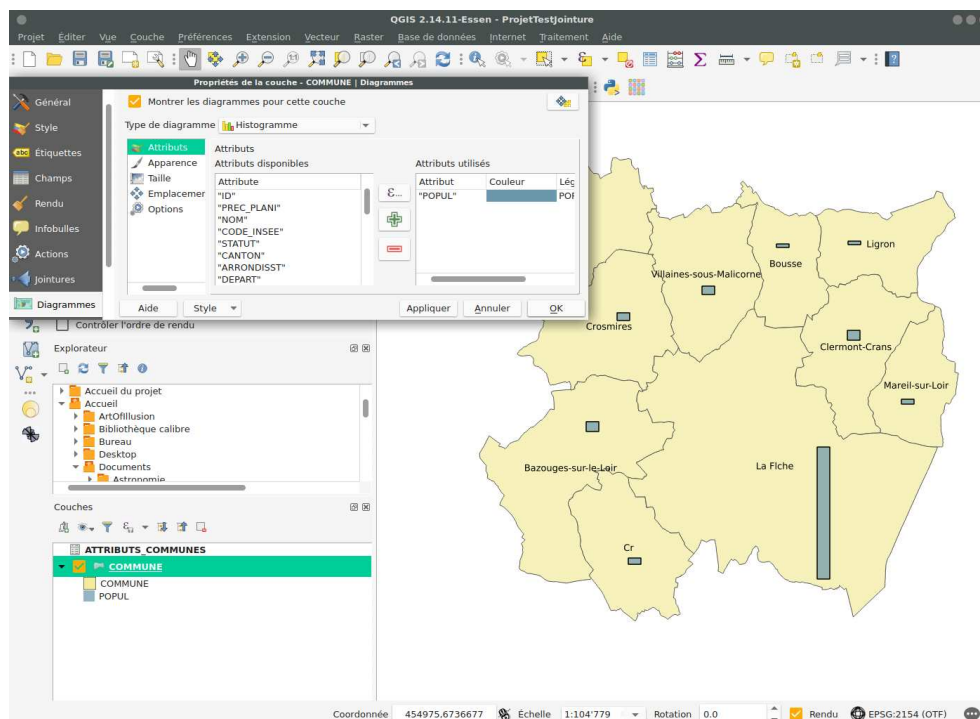 QGIS 2.14.11-Essen - ProjetTestJointure
Projet Éditer Vue Couche Préférences Extension Vecteur Raster Base de données Internet Traitement Aide
Propriétés de la couche - COMMUNE | Diagrammes
Général
Style
abc Étiquettes
Champs
Rendu
Infobulles
Actions
Jointures
Diagrammes
Montrer les diagrammes pour cette couche
Type de diagramme Histogramme
Attributs
Apparence
Taille
Emplacemer
Options
Attributs
Attributs disponibles
Attribute
"ID"
"PREC_PLANI"
"NOM"
"CODE_INSEE"
"STATUT"
"CANTON"
"ARRONDISST"
"DEPART"
ε...
Attributs utilisés
Attribut Couleur Lég
"POPUL" POF
Aide Style Appliquer Annuler OK
Contrôler l'ordre de rendu
Explorateur
Accueil du projet
Accueil
ArtOfIllusion
Bibliothèque calibre
Bureau
Desktop
Documents
Astronomie
Couches
ATTRIBUTS_COMMUNES
COMMUNE
COMMUNE
POPUL
Ligron
Bousse
Villaines-sous-Malicorne
Crosmires
Clermont-Crans
Mareil-sur-Loir
Bazouges-sur-le-Loir
La Flche
Cr
Coordonnée 454975,6736677 Échelle 1:104'779 Rotation 0.0 Rendu EPSG:2154 (OTF)